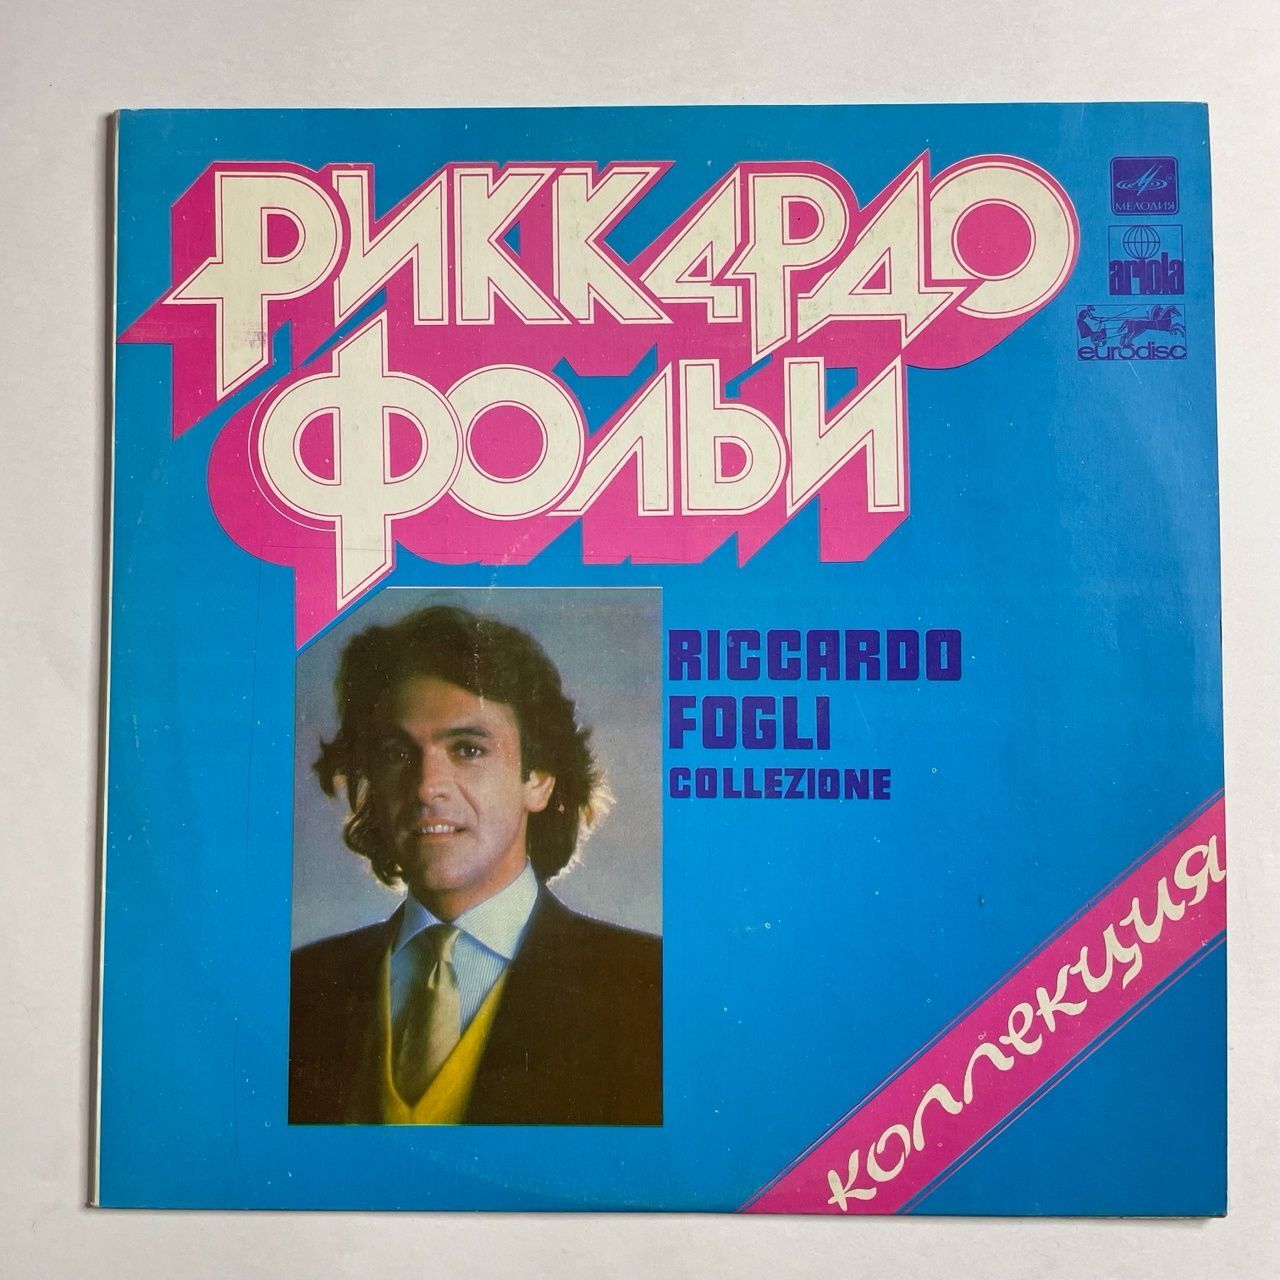 РИККАРДО
ФОЛЬИ
МЕЛОДИЯ
ariola
eurodisc
RICCARDO
FOGLI
COLLEZIONE
коллекция